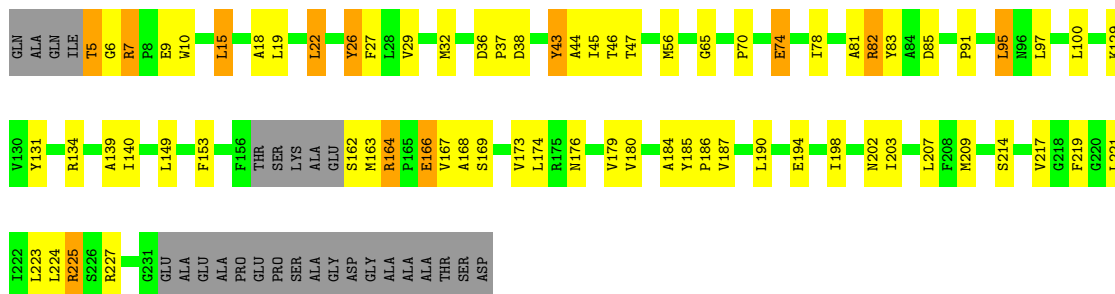 GLN ALA GLN ILE T5 G6 R7 P8 E9 W10 L15 A18 L19 L22 Y26 F27 L28 V29 M32 D36 P37 D38 Y43 A44 I45 T46 T47 M56 G65 P70 E74 I78 A81 R82 Y83 A84 D85 P91 L95 N96 L97 L100
V130 Y131 R134 A139 I140 L149 F153 F156 THR SER LYS ALA GLU S162 M163 R164 P165 E166 V167 A168 S169 V173 L174 R175 N176 V179 V180 A184 Y185 P186 V187 L190 E194 I198 N202 I203 L207 F208 M209 S214 V217 G218 F219 G220
I222 L223 L224 R225 S226 R227 G231 GLU ALA GLU ALA PRO GLU PRO SER ALA GLY ASP GLY ALA ALA ALA THR SER ASP